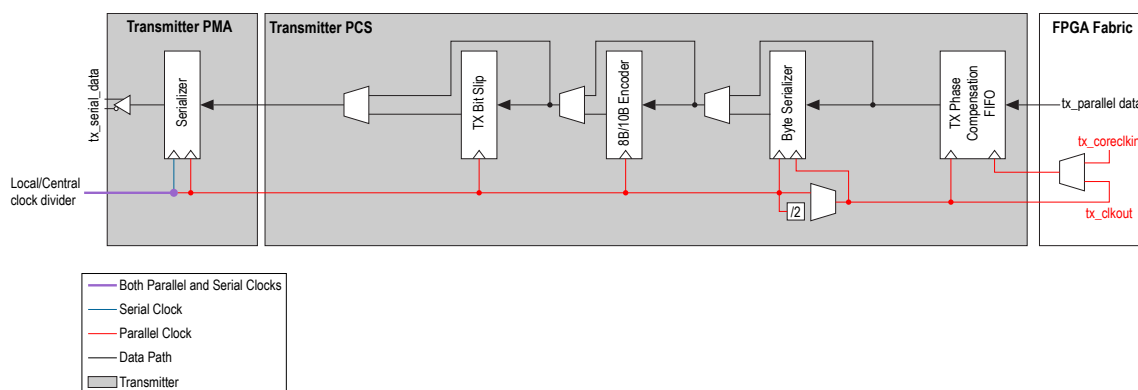 Transmitter PMA
Transmitter PCS
FPGA Fabric
tx_serial_data
Serializer
TX Bit Slip
8B/10B Encoder
Byte Serializer
TX Phase
Compensation
FIFO
tx_parallel data
tx_coreclkin
Local/Central
clock divider
/2
tx_clkout
Both Parallel and Serial Clocks
Serial Clock
Parallel Clock
Data Path
Transmitter